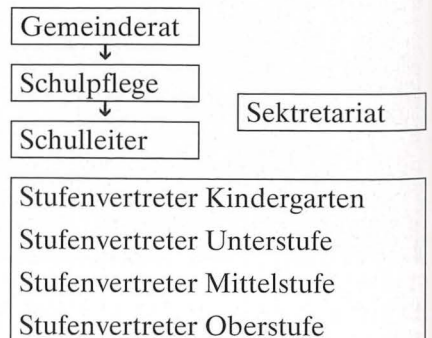 Gemeinderat
Schulpflege
Sektretariat
Schulleiter
Stufenvertreter Kindergarten
Stufenvertreter Unterstufe
Stufenvertreter Mittelstufe
Stufenvertreter Oberstufe